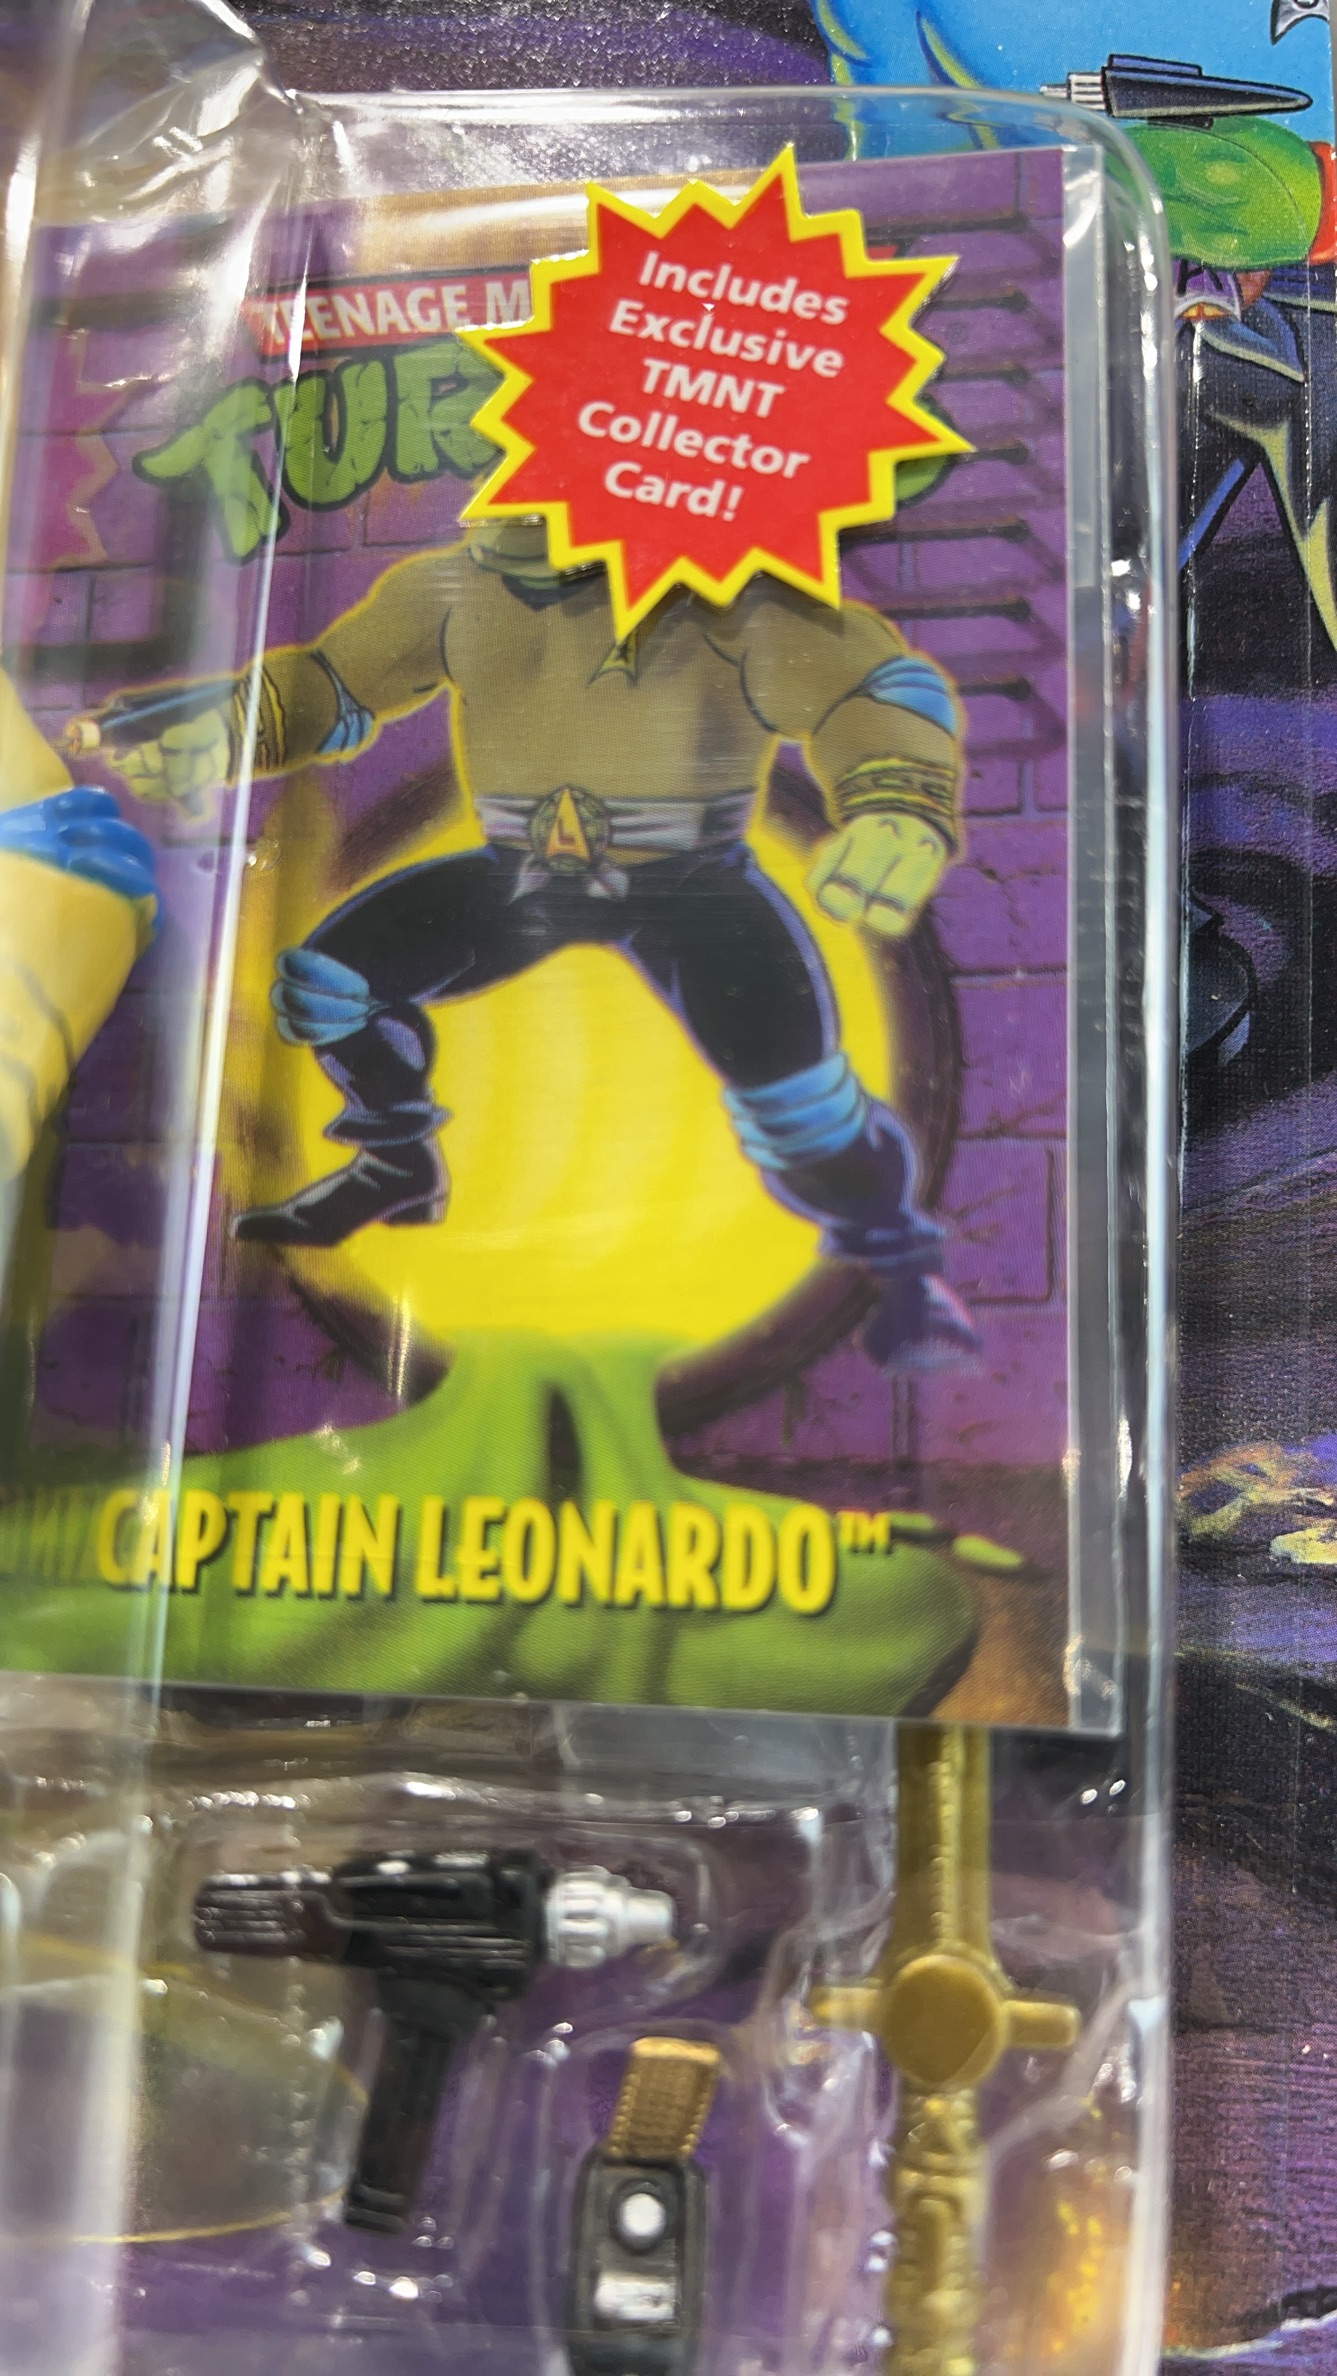 Includes
Exclusive
TMNT
Collector
Card!
TEENAGE M
TUR
L
CAPTAIN LEONARDO™